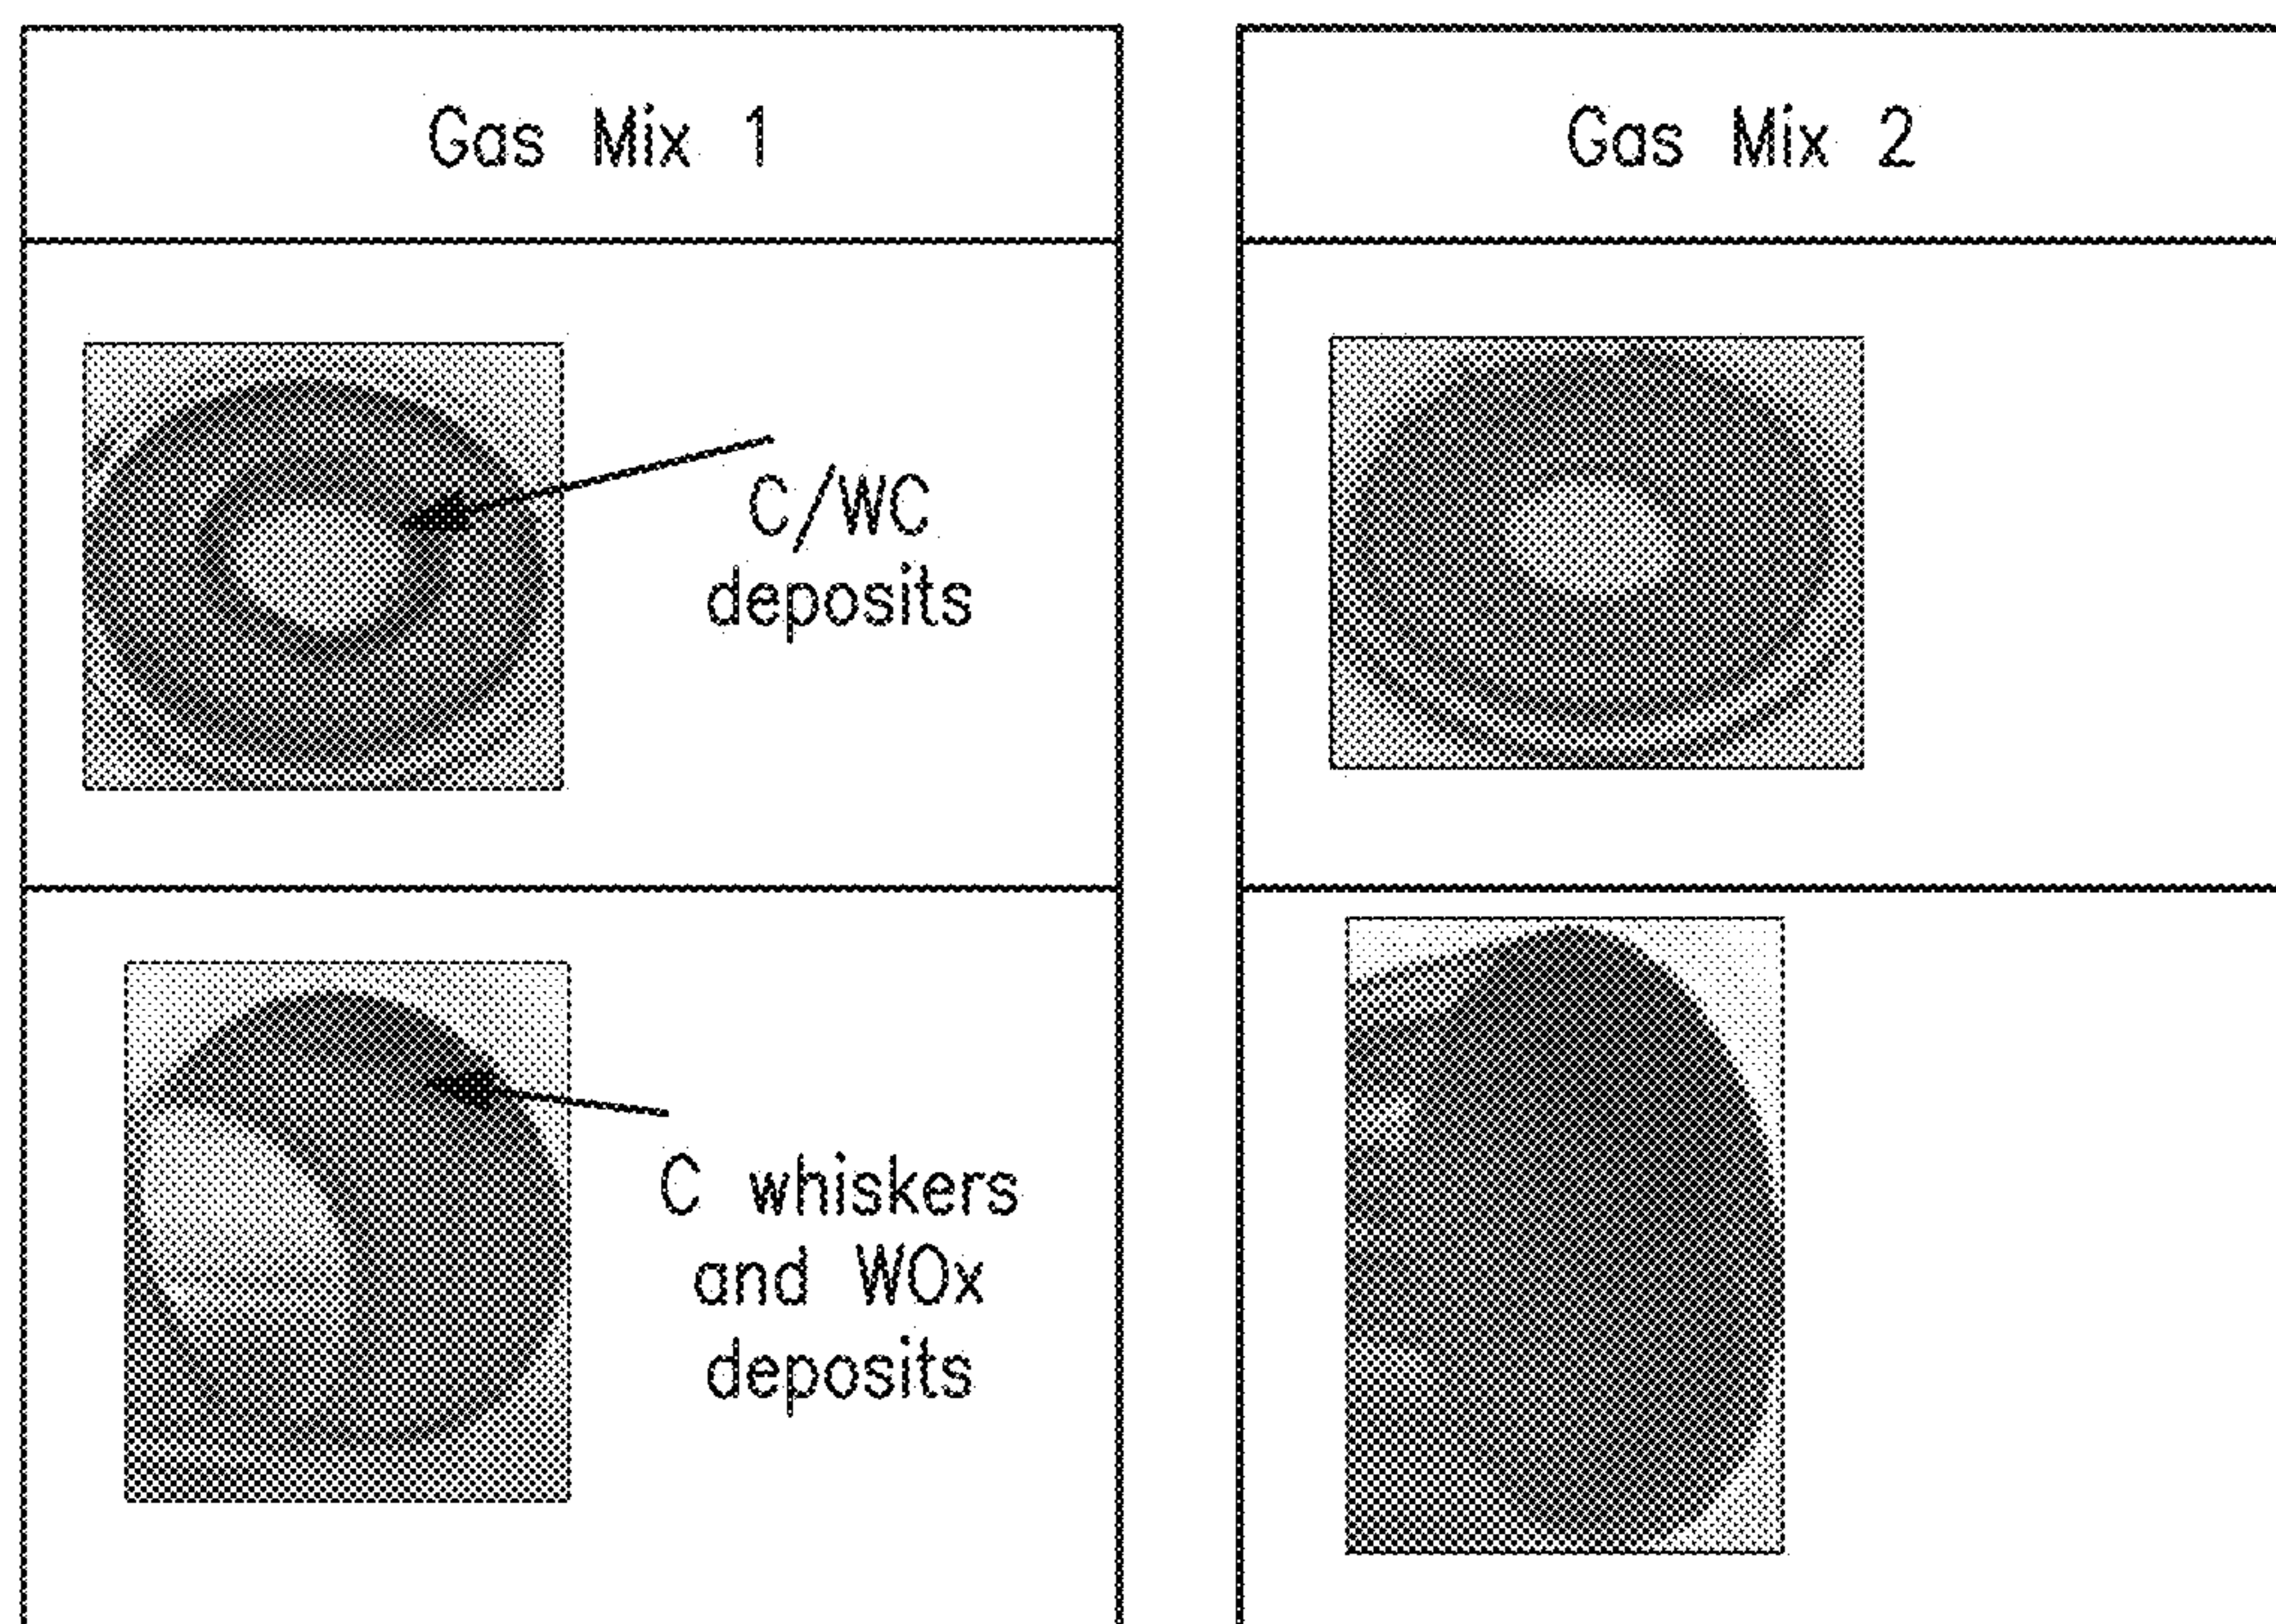 Gas Mix 1
C/WC
deposits
C whiskers
and WOx
deposits
Gas Mix 2